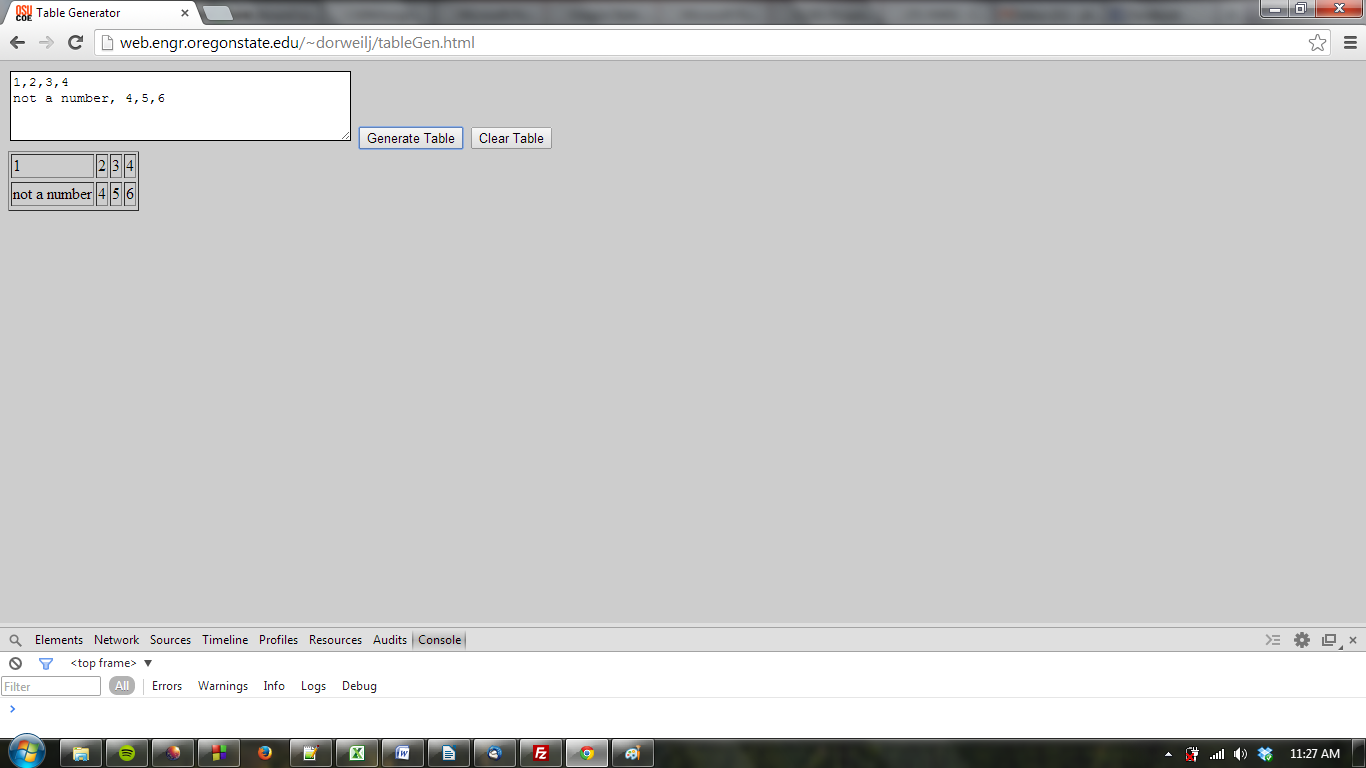 OSU COE Table Generator
web.engr.oregonstate.edu/~dorweilj/tableGen.html
1,2,3,4
not a number, 4,5,6
Generate Table Clear Table
1 2 3 4
not a number 4 5 6
Elements Network Sources Timeline Profiles Resources Audits Console
<top frame> ▼
Filter All Errors Warnings Info Logs Debug
>
11:27 AM